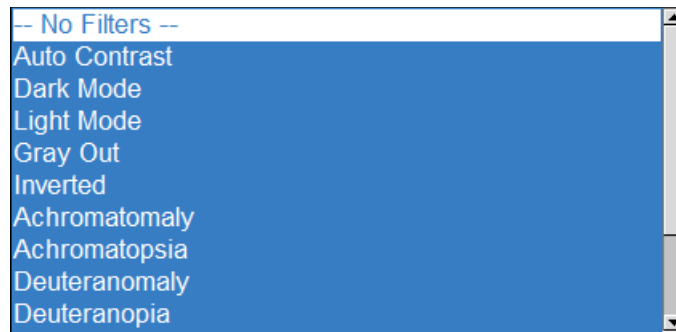 -- No Filters --
Auto Contrast
Dark Mode
Light Mode
Gray Out
Inverted
Achromatomaly
Achromatopsia
Deuteranomaly
Deuteranopia